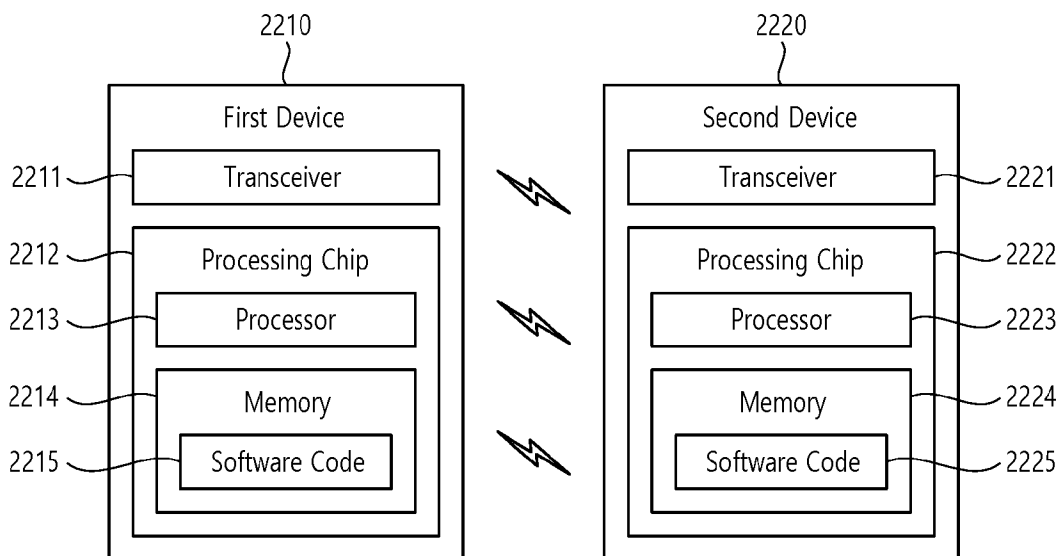 2210
2220
First Device
Second Device
2211
Transceiver
Transceiver
2221
2212
Processing Chip
Processing Chip
2222
2213
Processor
Processor
2223
2214
Memory
Memory
2224
2215
Software Code
Software Code
2225